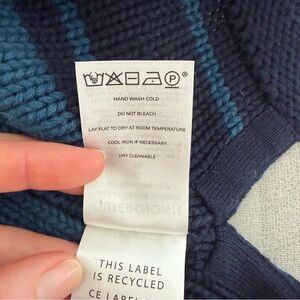 P
HAND WASH COLD
DO NOT BLEACH
LAY FLAT TO DRY AT ROOM TEMPERATURE
COOL IRON IF NECESSARY
DRY CLEANABLE
THIS LABEL
IS RECYCLED
CE LABEL